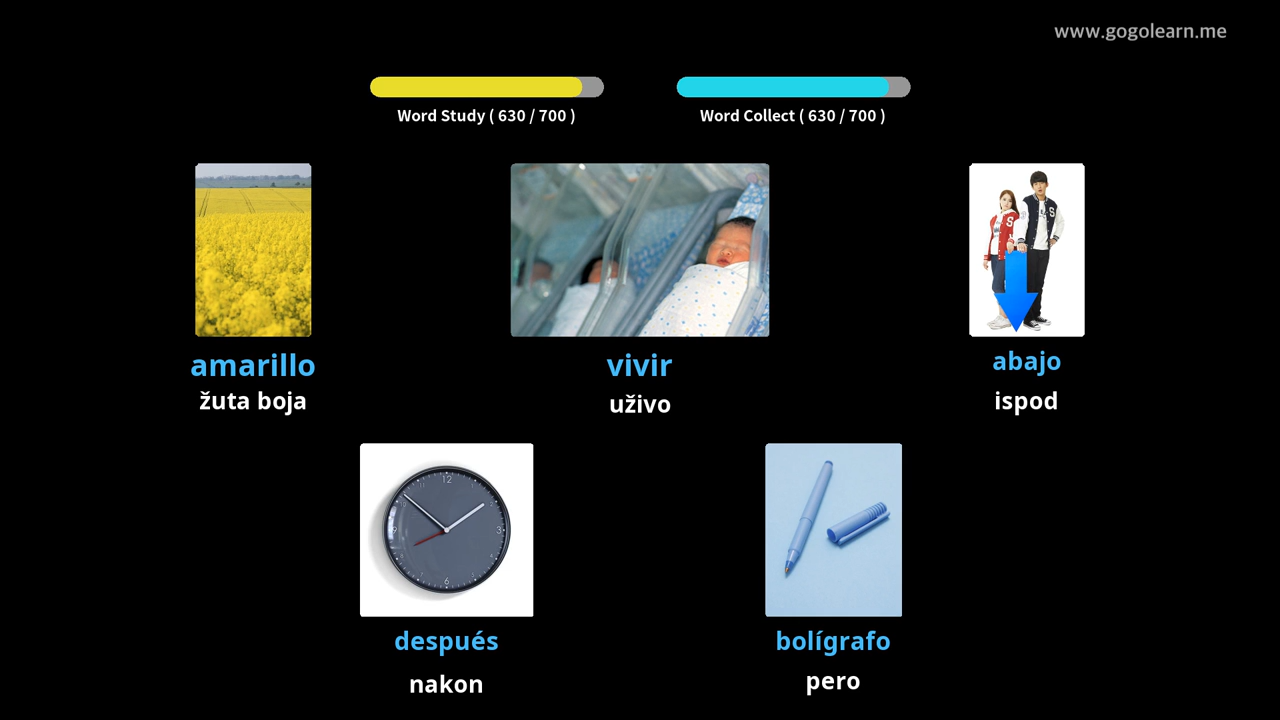 www.gogolearn.me
Word Study ( 630 / 700 )
Word Collect ( 630 / 700 )
amarillo
žuta boja
vivir
uživo
abajo
ispod
después
nakon
bolígrafo
pero